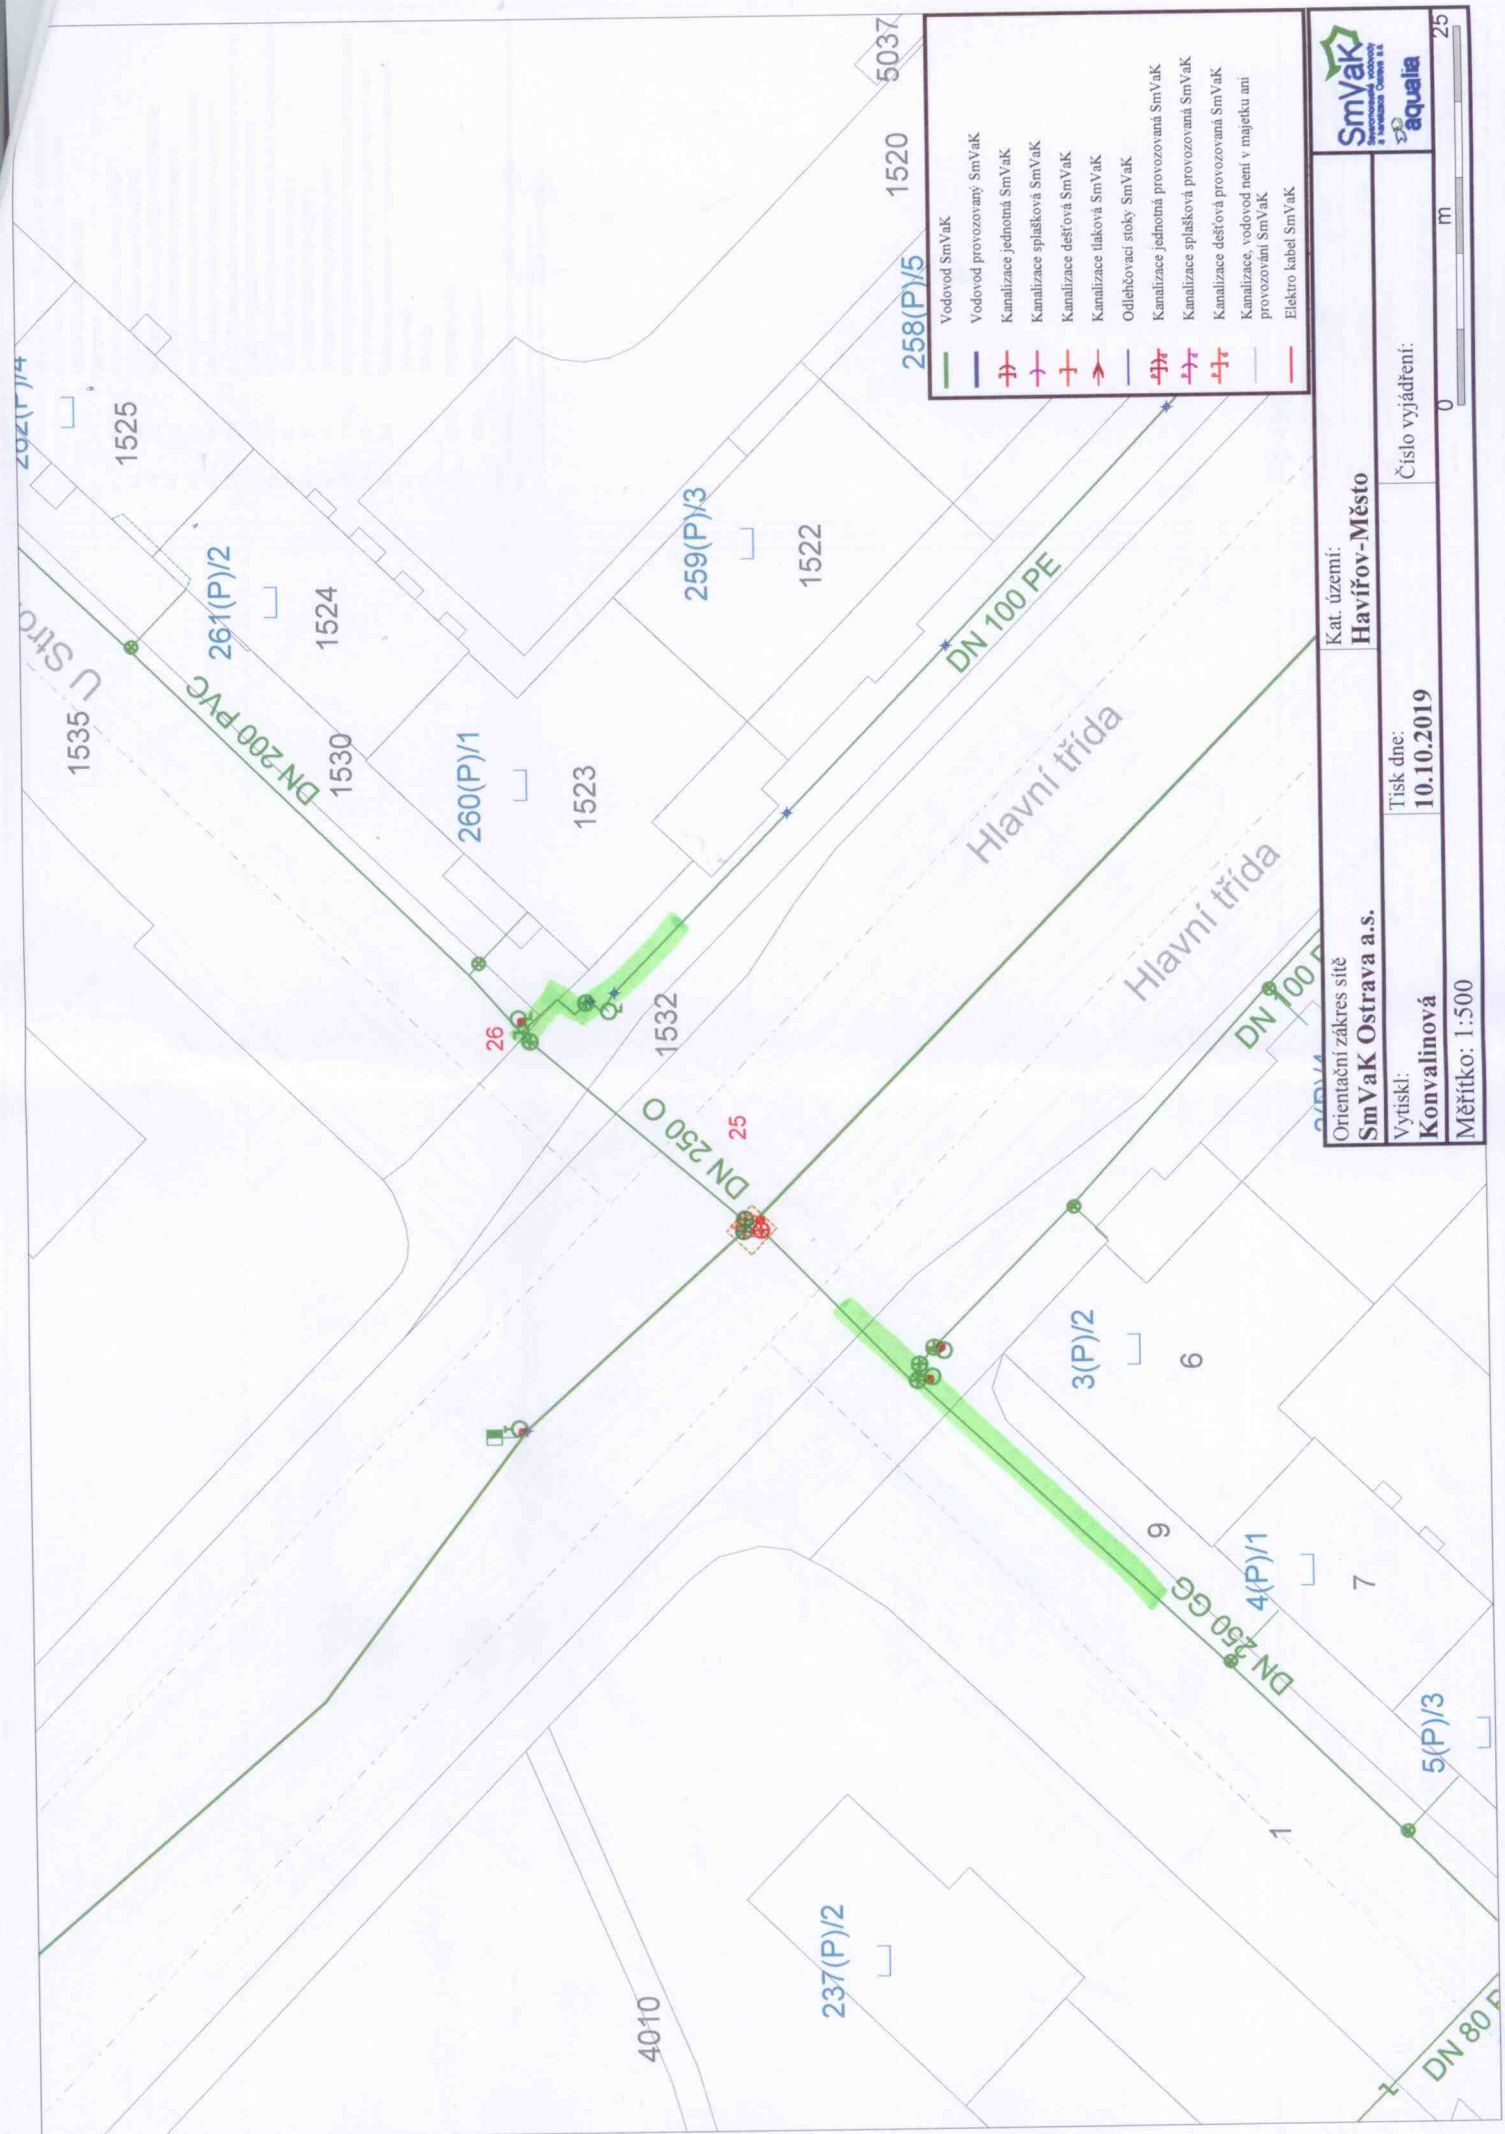 262(P)/4
1525
U Stro
1535
261(P)/2
1524
DN 200 PVC
1530
260(P)/1
1523
259(P)/3
1522
5037
1520
258(P)/5
DN 100 PE
Hlavní třída
Hlavní třída
26
1532
DN 250 O
25
DN 100 P
3(P)/2
6
9
DN 250 GG
4(P)/1
7
5(P)/3
1
237(P)/2
4010
DN 80 P
Vodovod SmVaK
Vodovod provozovaný SmVaK
Kanalizace jednotná SmVaK
Kanalizace splašková SmVaK
Kanalizace dešťová SmVaK
Kanalizace tlaková SmVaK
Odlehčovací stoky SmVaK
Kanalizace jednotná provozovaná SmVaK
Kanalizace splašková provozovaná SmVaK
Kanalizace dešťová provozovaná SmVaK
Kanalizace, vodovod není v majetku ani
provozování SmVaK
Elektro kabel SmVaK
Orientační zákres sítě
SmVaK Ostrava a.s.
Kat. území:
Havířov-Město
SmVaK
Severomoravské vodovody
a kanalizace Ostrava a.s.
aqualia
Vytiskl:
Konvalinová
Tisk dne:
10.10.2019
Číslo vyjádření:
Měřítko: 1:500
0
m
25